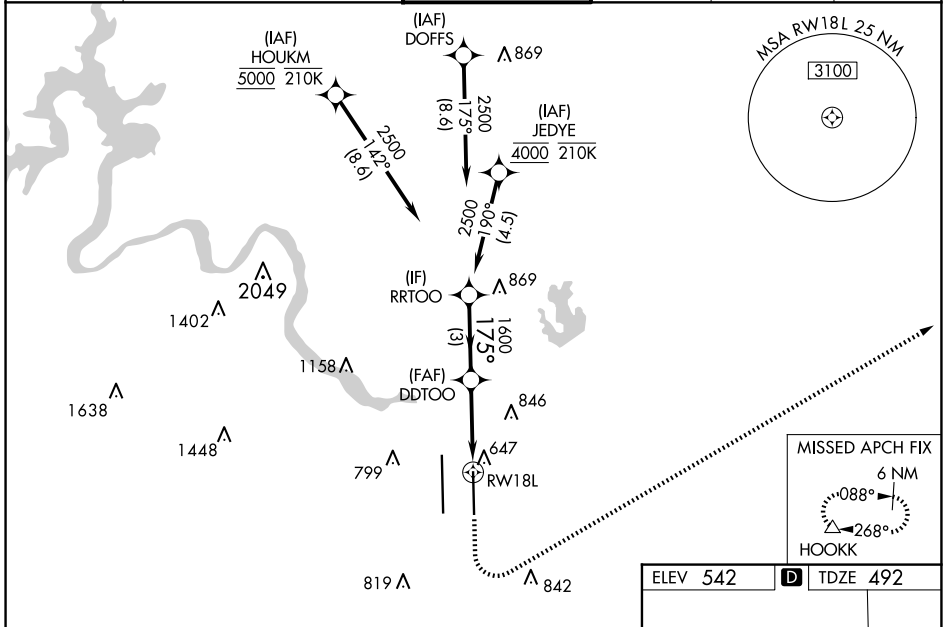 (IAF)
DOFFS
869
(IAF)
HOUKM
5000 210K
MSA RW18L 25 NM
3100
2500
175°
(8.6)
(IAF)
JEDYE
4000 210K
2500
142°
(8.6)
2500
190°
(4.5)
2049
(IF)
RRTOO
869
1402
1600
175°
(3)
1158
(FAF)
DDTOO
1638
846
1448
647
799
RW18L
MISSED APCH FIX
6 NM
088°
268°
HOOKK
819
842
ELEV 542 D TDZE 492